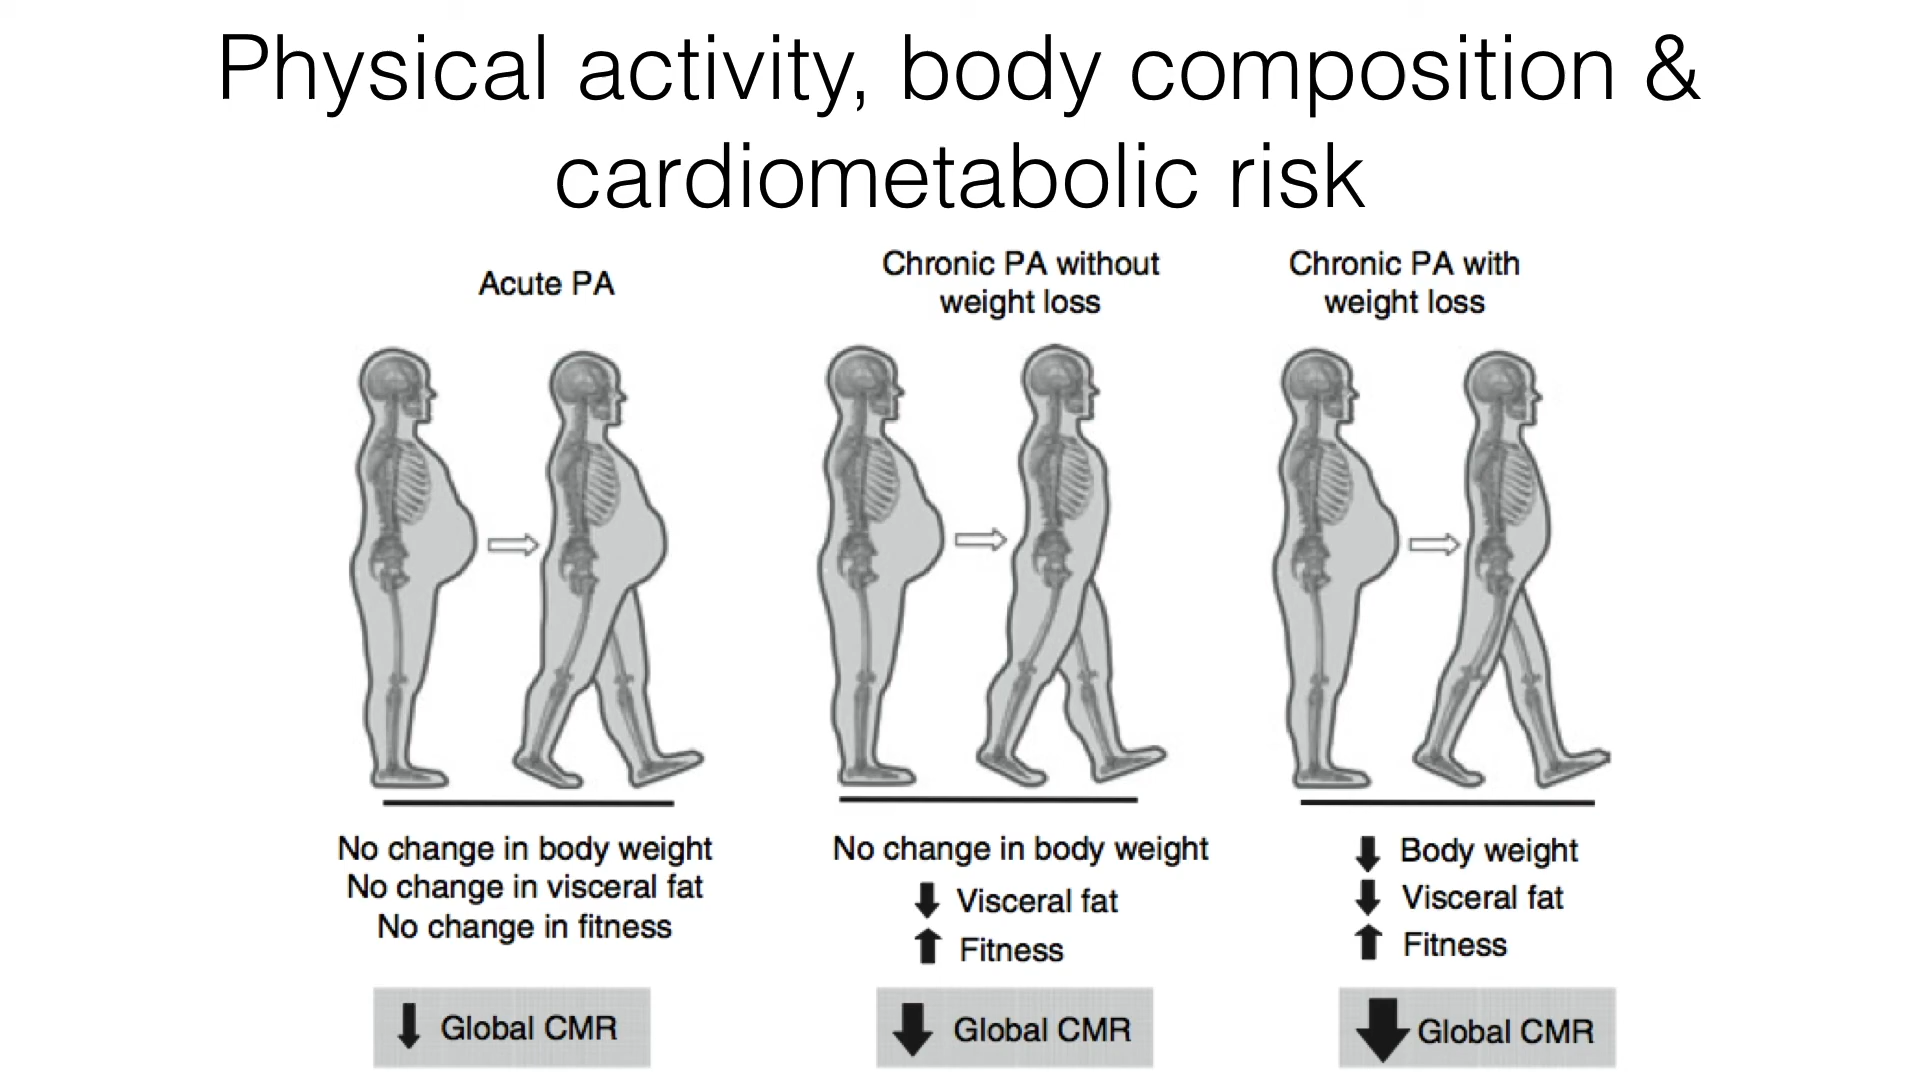 Physical activity, body composition &
cardiometabolic risk
Acute PA
Chronic PA without
weight loss
Chronic PA with
weight loss
No change in body weight
No change in visceral fat
No change in fitness
Global CMR
No change in body weight
Visceral fat
Fitness
Global CMR
Body weight
Visceral fat
Fitness
Global CMR